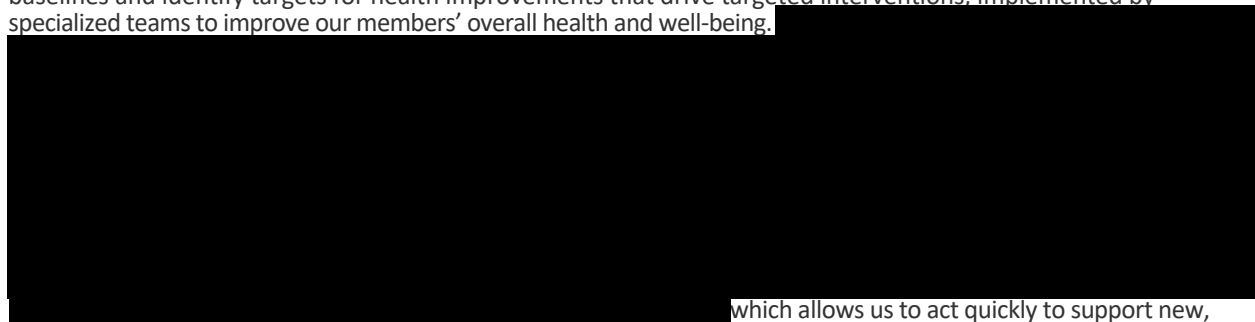 baselines and identify targets for health improvements that drive targeted interventions, implemented by
specialized teams to improve our members’ overall health and well-being.
which allows us to act quickly to support new,